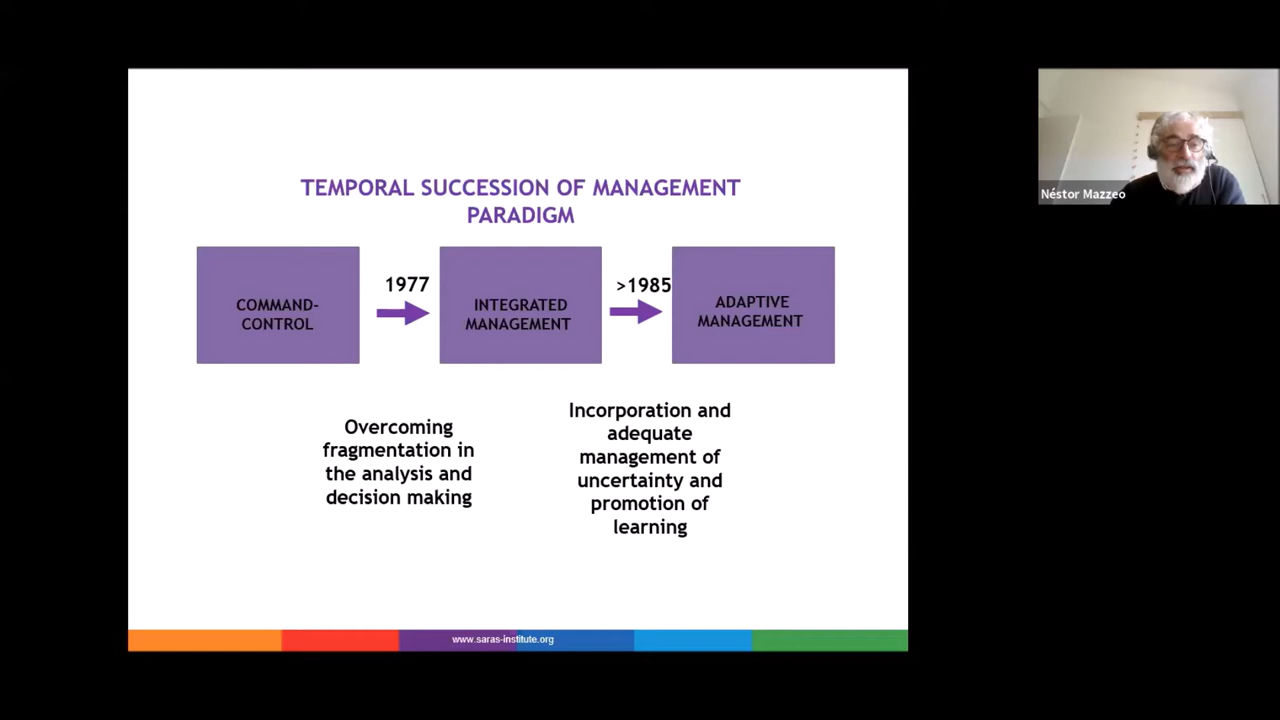 TEMPORAL SUCCESSION OF MANAGEMENT
PARADIGM
COMMAND-
CONTROL
1977
INTEGRATED
MANAGEMENT
>1985
ADAPTIVE
MANAGEMENT
Overcoming
fragmentation in
the analysis and
decision making
Incorporation and
adequate
management of
uncertainty and
promotion of
learning
www.saras-institute.org
Néstor Mazzeo